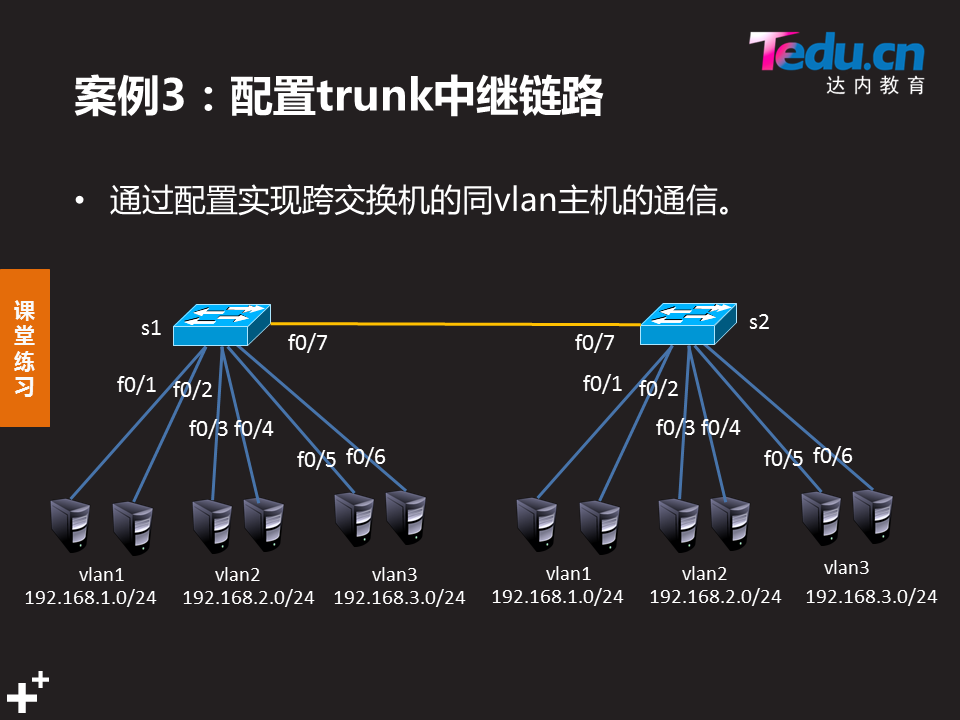 Tedu.cn
达内教育
案例3：配置trunk中继链路
• 通过配置实现跨交换机的同vlan主机的通信。
课堂练习
s1
s2
f0/7
f0/7
f0/1
f0/2
f0/3
f0/4
f0/5
f0/6
f0/1
f0/2
f0/3
f0/4
f0/5
f0/6
vlan1
192.168.1.0/24
vlan2
192.168.2.0/24
vlan3
192.168.3.0/24
vlan1
192.168.1.0/24
vlan2
192.168.2.0/24
vlan3
192.168.3.0/24